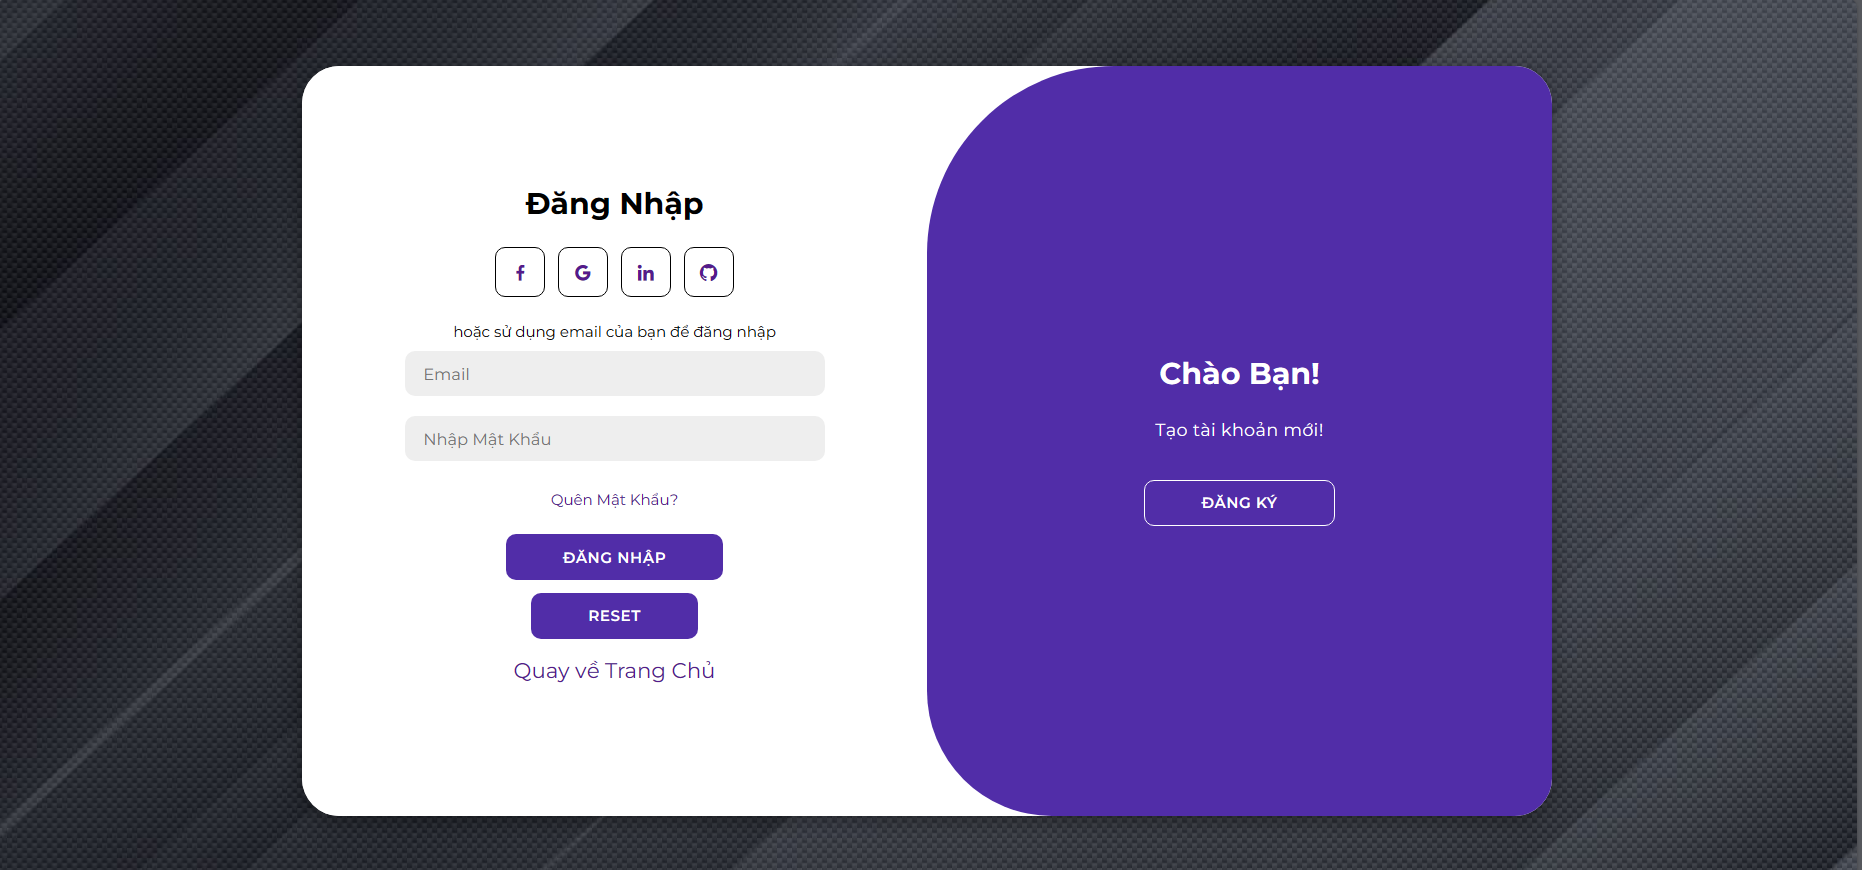 Đăng Nhập
hoặc sử dụng email của bạn để đăng nhập
Email
Nhập Mật Khẩu
Quên Mật Khẩu?
ĐĂNG NHẬP
RESET
Quay về Trang Chủ
Chào Bạn!
Tạo tài khoản mới!
ĐĂNG KÝ